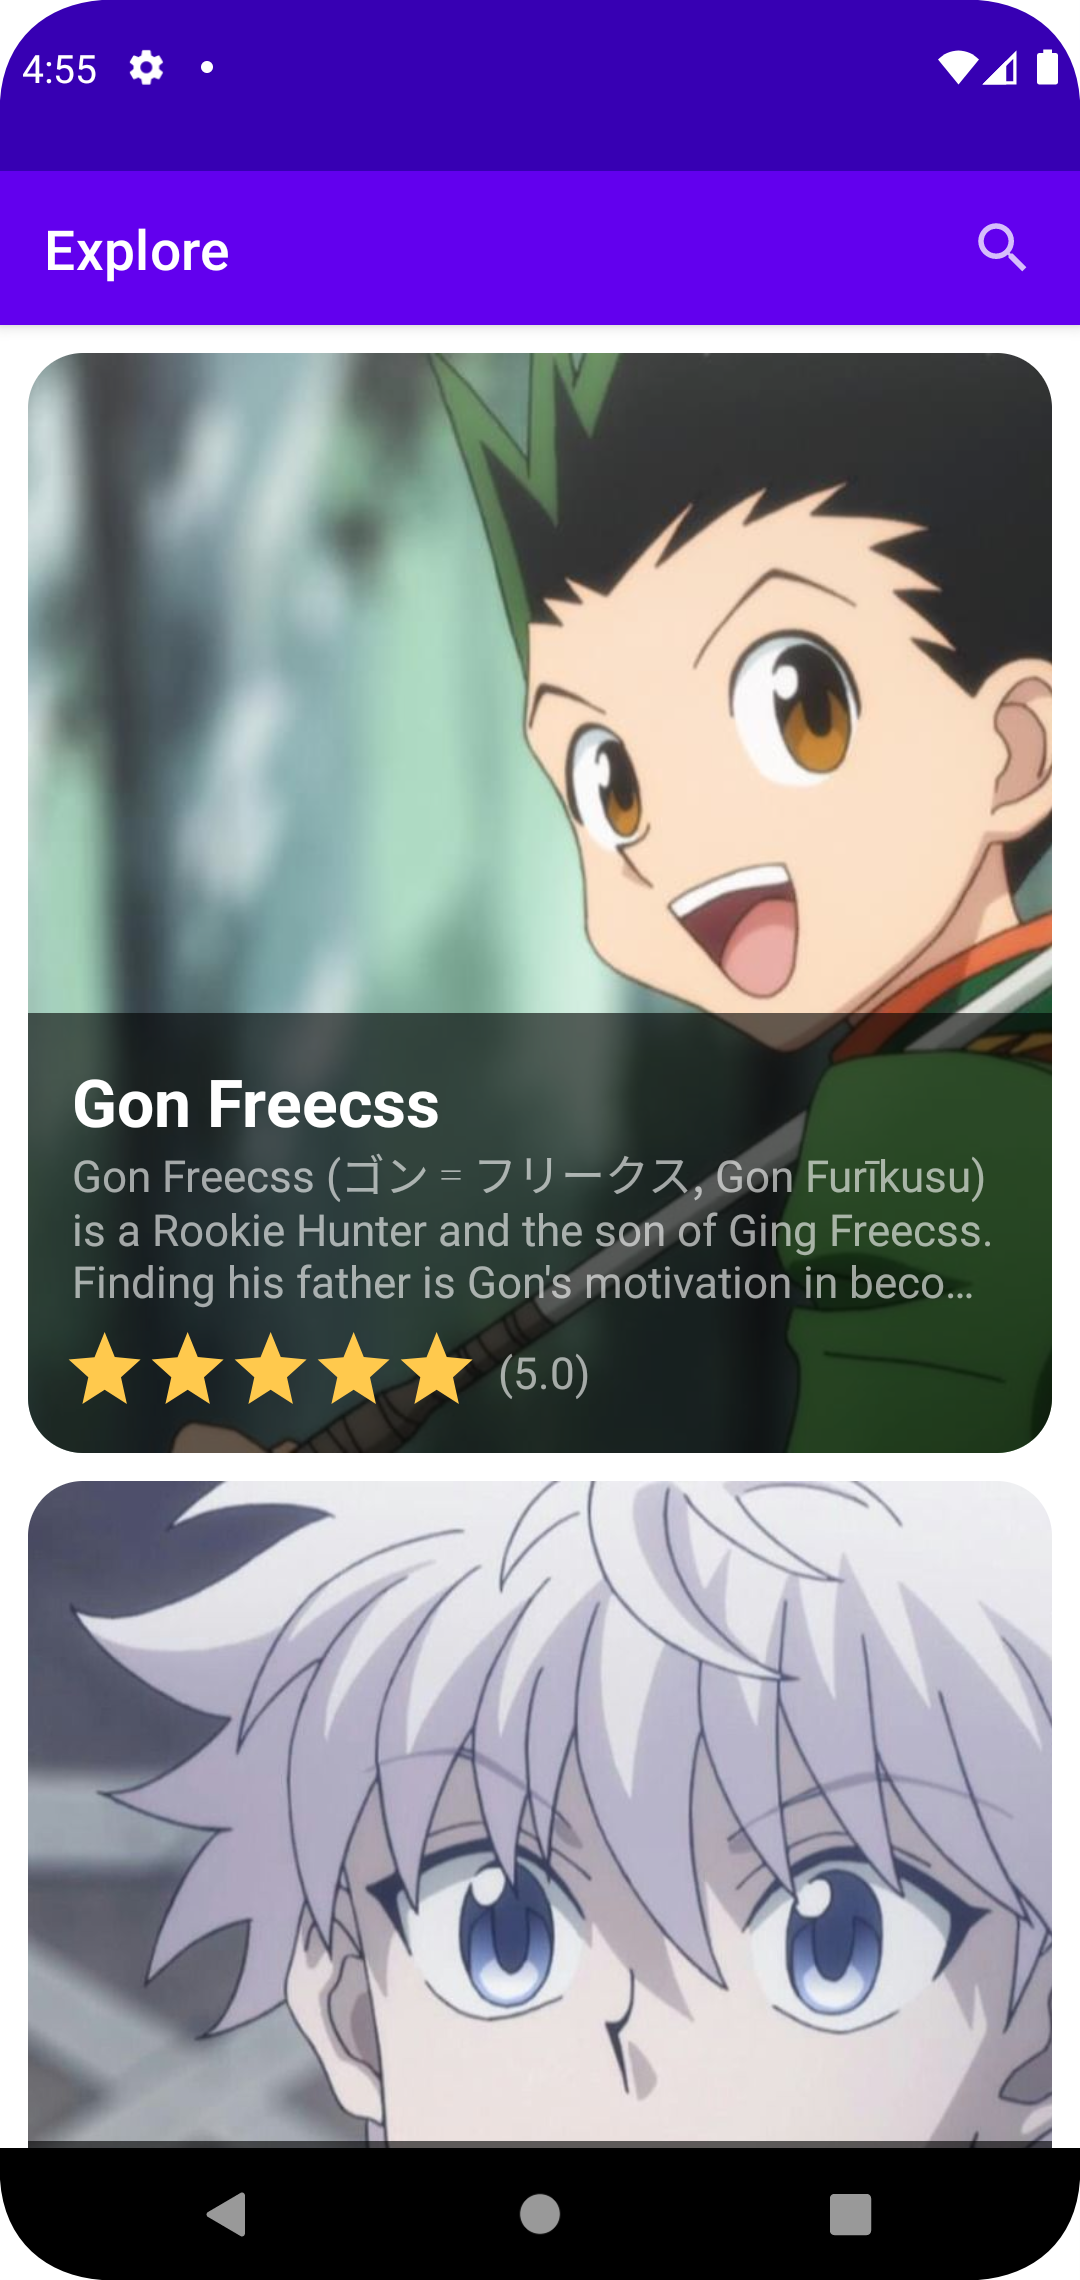 4:55
Explore
Gon Freecss
Gon Freecss (ゴン＝フリークス, Gon Furīkusu)
is a Rookie Hunter and the son of Ging Freecss.
Finding his father is Gon's motivation in beco…
(5.0)